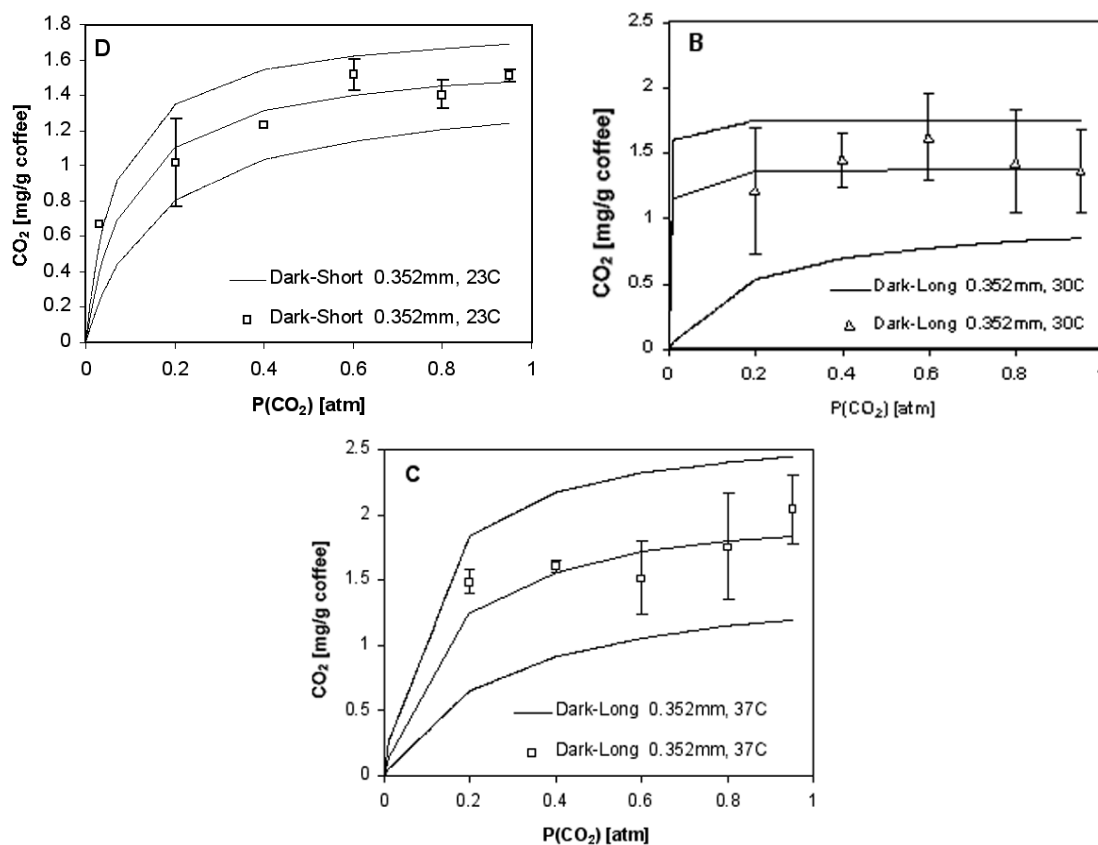 D
CO₂ [mg/g coffee]
1.8
1.6
1.4
1.2
1
0.8
0.6
0.4
0.2
0
Dark-Short 0.352mm, 23C
Dark-Short 0.352mm, 23C
0 0.2 0.4 0.6 0.8 1
P(CO₂) [atm]
B
CO₂ [mg/g coffee]
2.5
2
1.5
1
0.5
0
Dark-Long 0.352mm, 30C
Dark-Long 0.352mm, 30C
0 0.2 0.4 0.6 0.8 1
P(CO₂) [atm]
C
CO₂ [mg/g coffee]
2.5
2
1.5
1
0.5
0
Dark-Long 0.352mm, 37C
Dark-Long 0.352mm, 37C
0 0.2 0.4 0.6 0.8 1
P(CO₂) [atm]